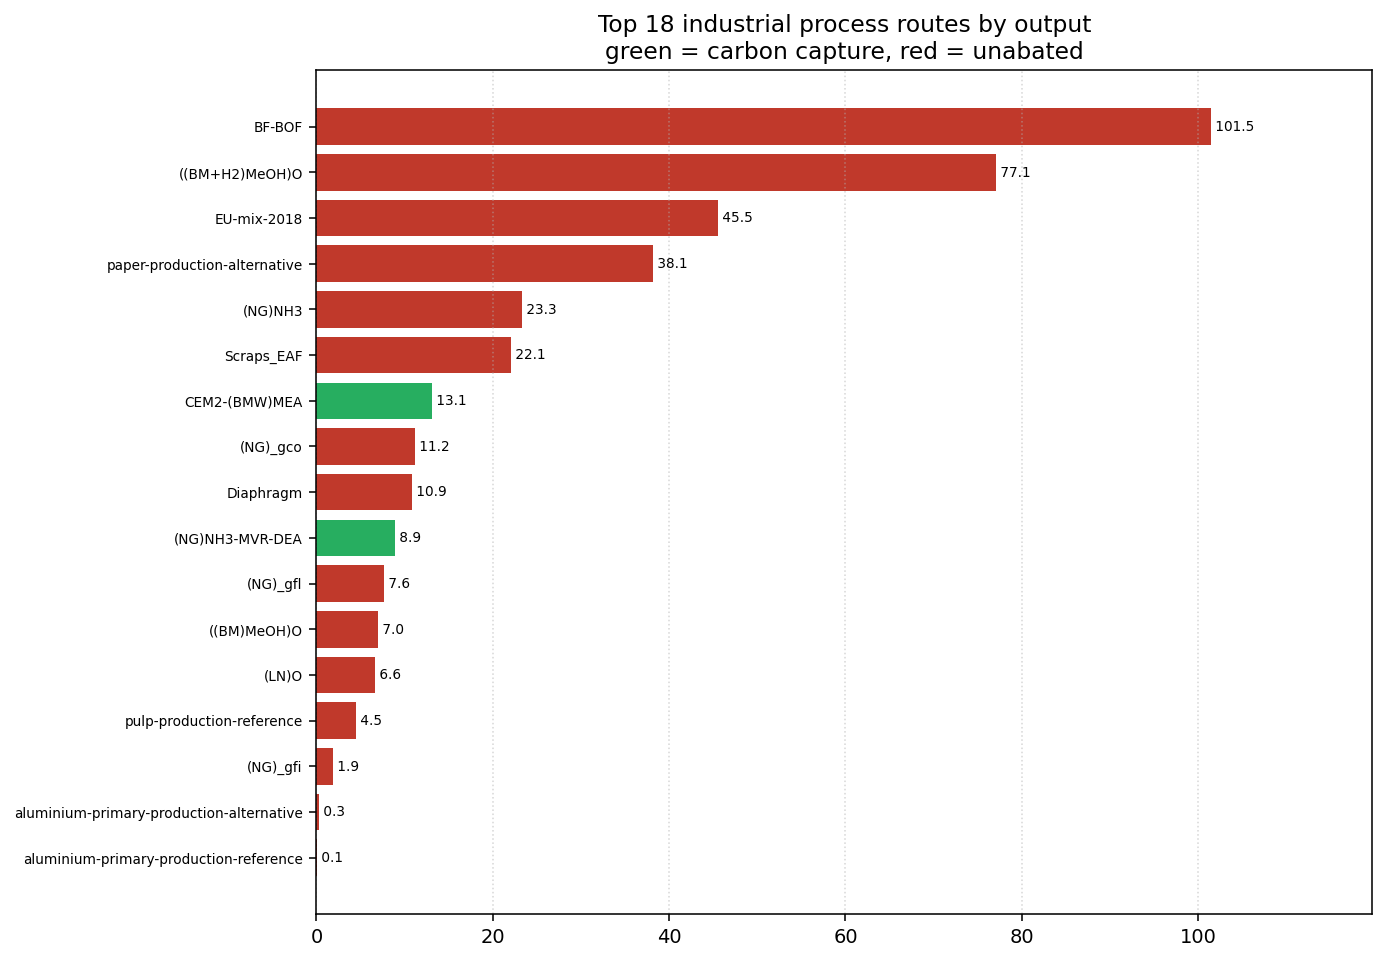 Top 18 industrial process routes by output
green = carbon capture, red = unabated
BF-BOF 101.5
((BM+H2)MeOH)O 77.1
EU-mix-2018 45.5
paper-production-alternative 38.1
(NG)NH3 23.3
Scraps_EAF 22.1
CEM2-(BMW)MEA 13.1
(NG)_gco 11.2
Diaphragm 10.9
(NG)NH3-MVR-DEA 8.9
(NG)_gfl 7.6
((BM)MeOH)O 7.0
(LN)O 6.6
pulp-production-reference 4.5
(NG)_gfi 1.9
aluminium-primary-production-alternative 0.3
aluminium-primary-production-reference 0.1
0 20 40 60 80 100